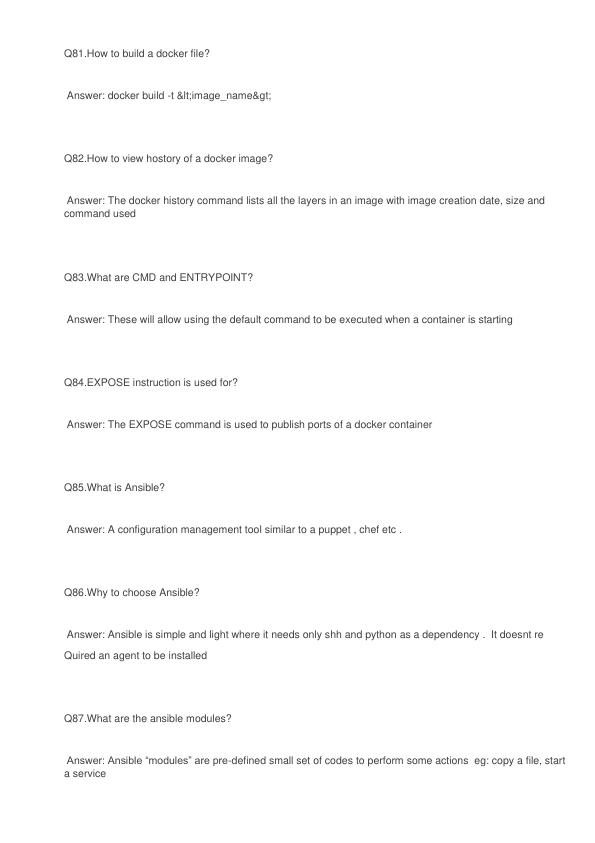 Q81.How to build a docker file?
Answer: docker build -t &lt;image_name&gt;
Q82.How to view hostory of a docker image?
Answer: The docker history command lists all the layers in an image with image creation date, size and
command used
Q83.What are CMD and ENTRYPOINT?
Answer: These will allow using the default command to be executed when a container is starting
Q84.EXPOSE instruction is used for?
Answer: The EXPOSE command is used to publish ports of a docker container
Q85.What is Ansible?
Answer: A configuration management tool similar to a puppet , chef etc .
Q86.Why to choose Ansible?
Answer: Ansible is simple and light where it needs only shh and python as a dependency .  It doesnt re
Quired an agent to be installed
Q87.What are the ansible modules?
Answer: Ansible “modules” are pre-defined small set of codes to perform some actions  eg: copy a file, start
a service